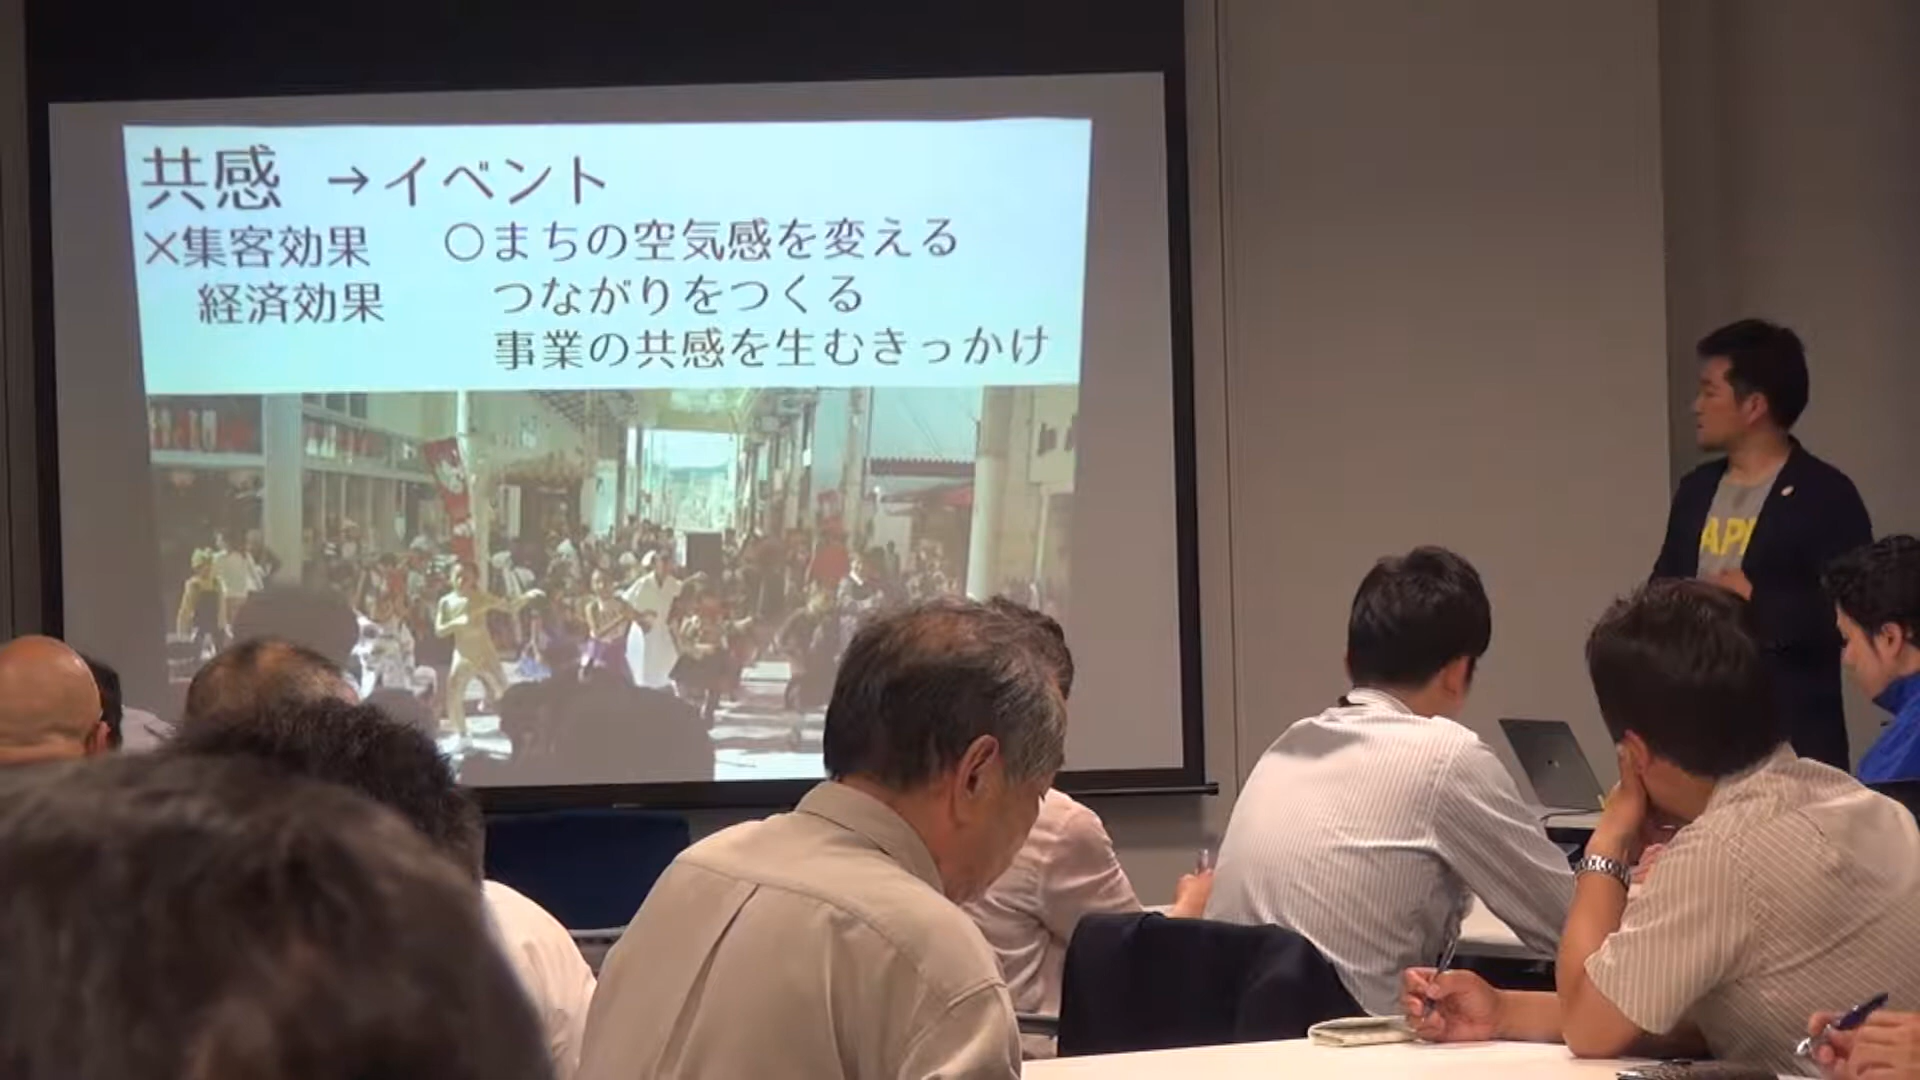 共感 →イベント
×集客効果 ○まちの空気感を変える
経済効果 つながりをつくる
事業の共感を生むきっかけ